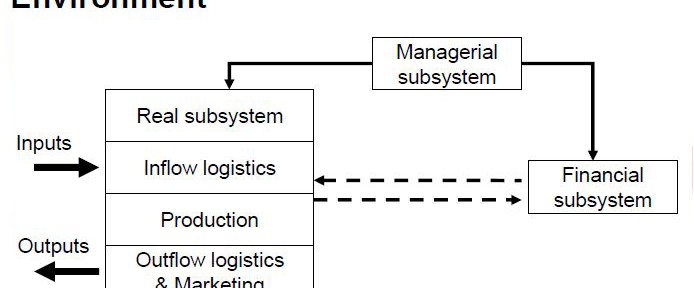 Environment
Managerial
subsystem
Real subsystem
Inputs
Inflow logistics
Financial
subsystem
Production
Outputs
Outflow logistics
& Marketing